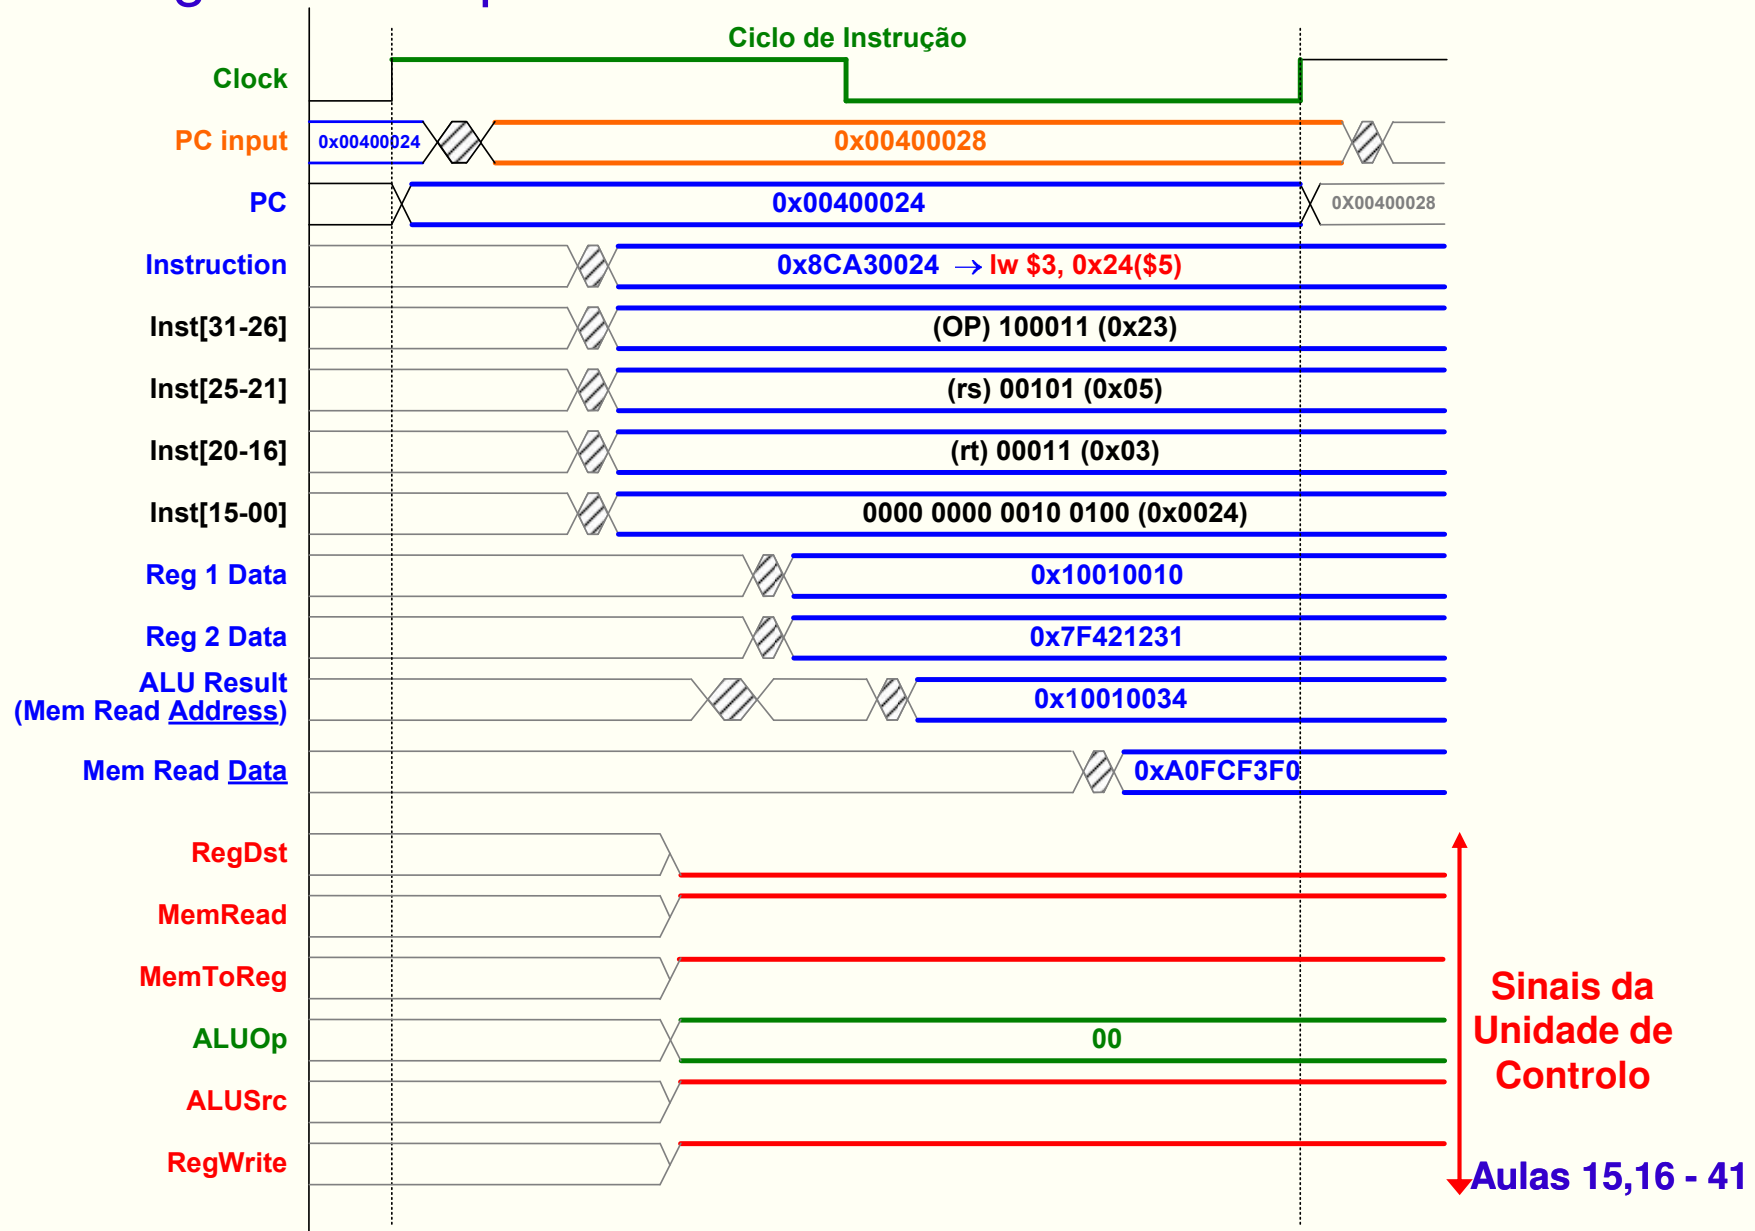 Ciclo de Instrução
Clock
PC input 0x00400024 0x00400028
PC 0x00400024 0X00400028
Instruction 0x8CA30024 → lw $3, 0x24($5)
Inst[31-26] (OP) 100011 (0x23)
Inst[25-21] (rs) 00101 (0x05)
Inst[20-16] (rt) 00011 (0x03)
Inst[15-00] 0000 0000 0010 0100 (0x0024)
Reg 1 Data 0x10010010
Reg 2 Data 0x7F421231
ALU Result
(Mem Read Address) 0x10010034
Mem Read Data 0xA0FCF3F0
RegDst
MemRead
MemToReg
ALUOp 00
ALUSrc
RegWrite
Sinais da
Unidade de
Controlo
Aulas 15,16 - 41